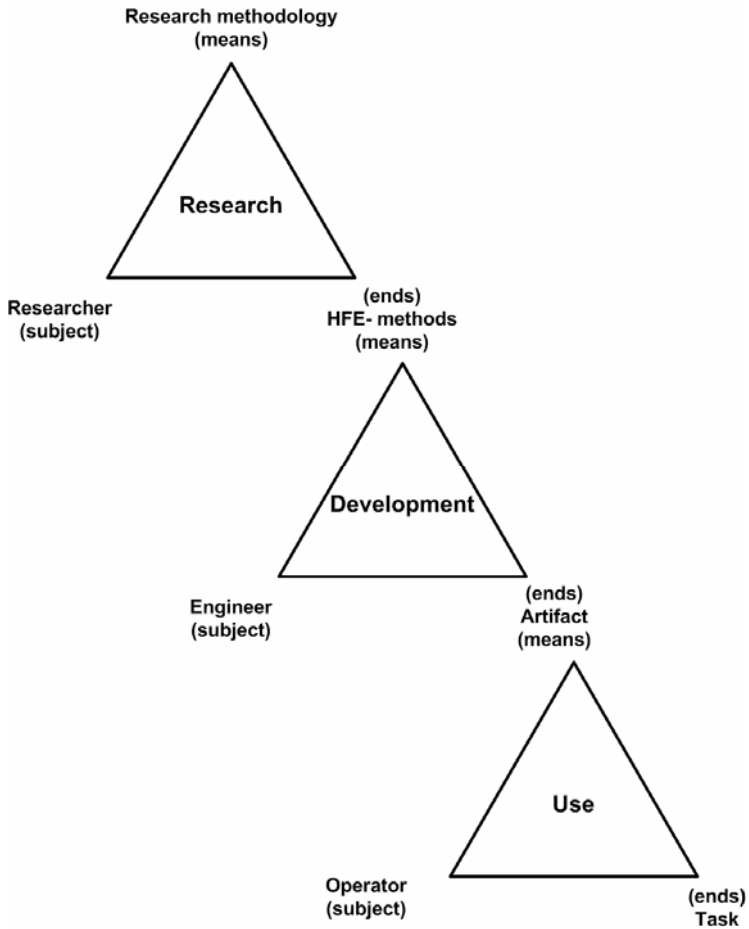 Research methodology
(means)
Research
Researcher
(subject)
(ends)
HFE- methods
(means)
Development
Engineer
(subject)
(ends)
Artifact
(means)
Use
Operator
(subject)
(ends)
Task